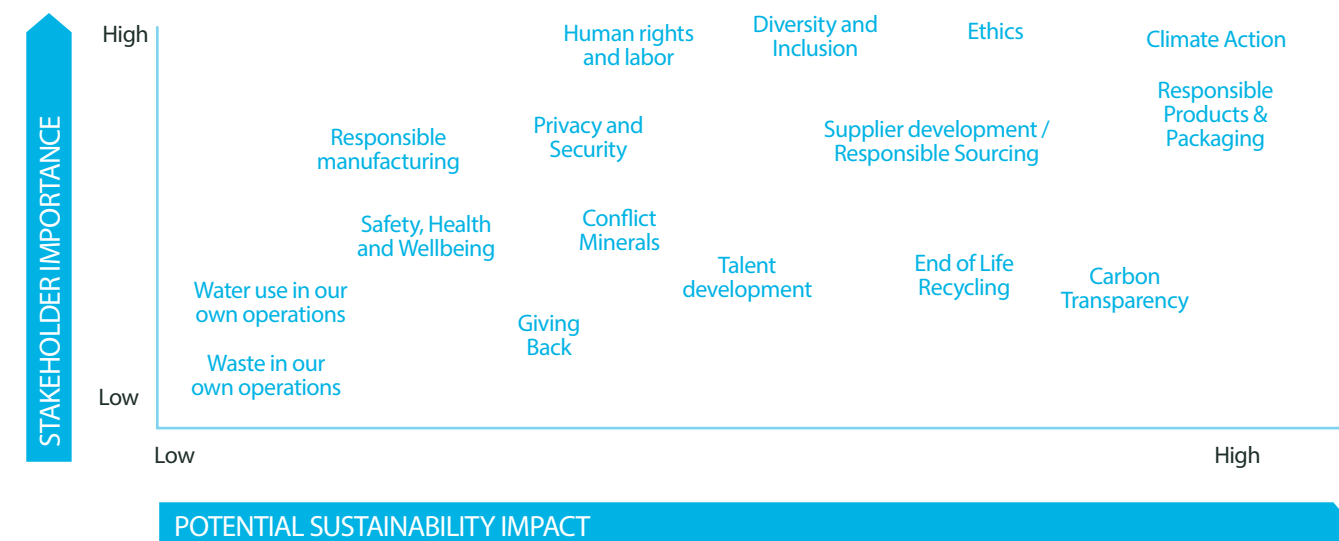 STAKEHOLDER IMPORTANCE
High
Human rights
and labor
Diversity and
Inclusion
Ethics
Climate Action
Responsible
Products &
Packaging
Responsible
manufacturing
Privacy and
Security
Supplier development /
Responsible Sourcing
Safety, Health
and Wellbeing
Conflict
Minerals
Talent
development
End of Life
Recycling
Carbon
Transparency
Water use in our
own operations
Giving
Back
Waste in our
own operations
Low
Low
High
POTENTIAL SUSTAINABILITY IMPACT